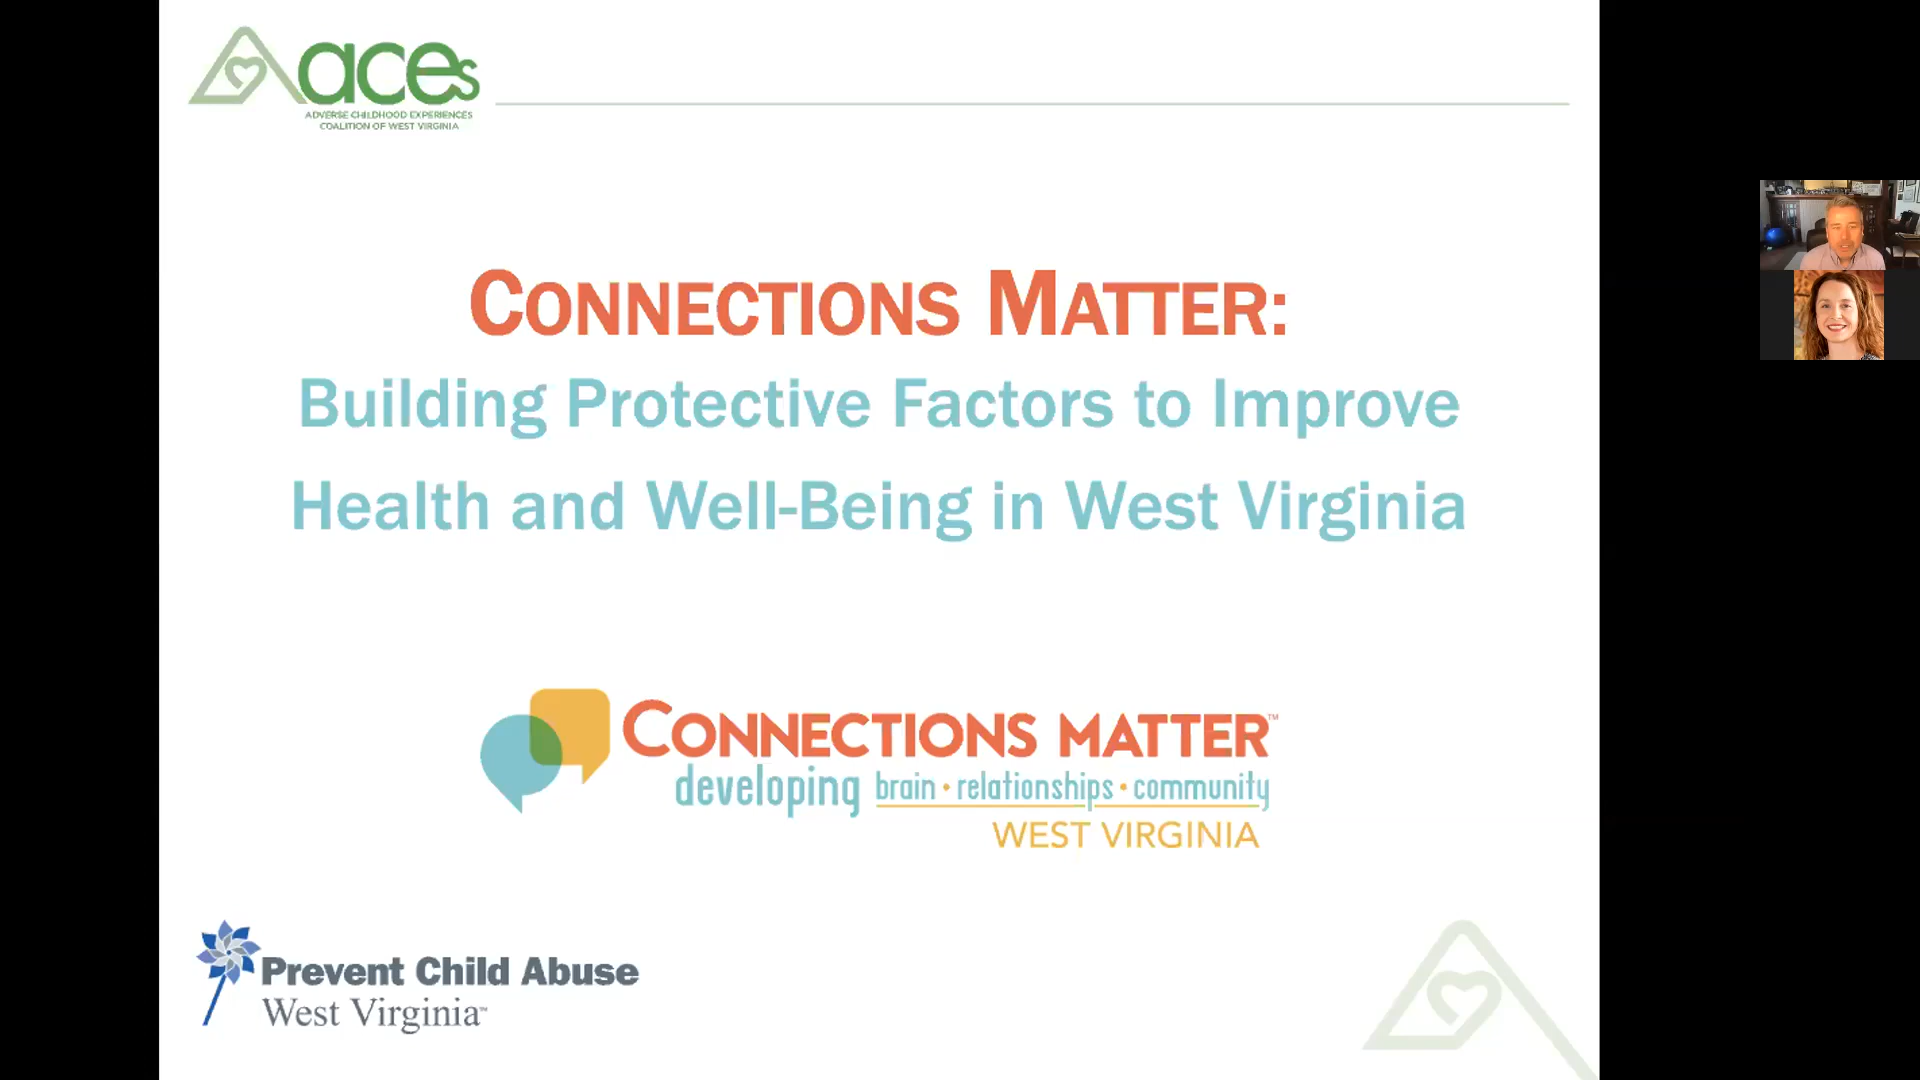 aces
ADVERSE CHILDHOOD EXPERIENCES
COALITION OF WEST VIRGINIA
CONNECTIONS MATTER:
Building Protective Factors to Improve
Health and Well-Being in West Virginia
CONNECTIONS MATTER™
developing brain • relationships • community
WEST VIRGINIA
Prevent Child Abuse
West Virginia™